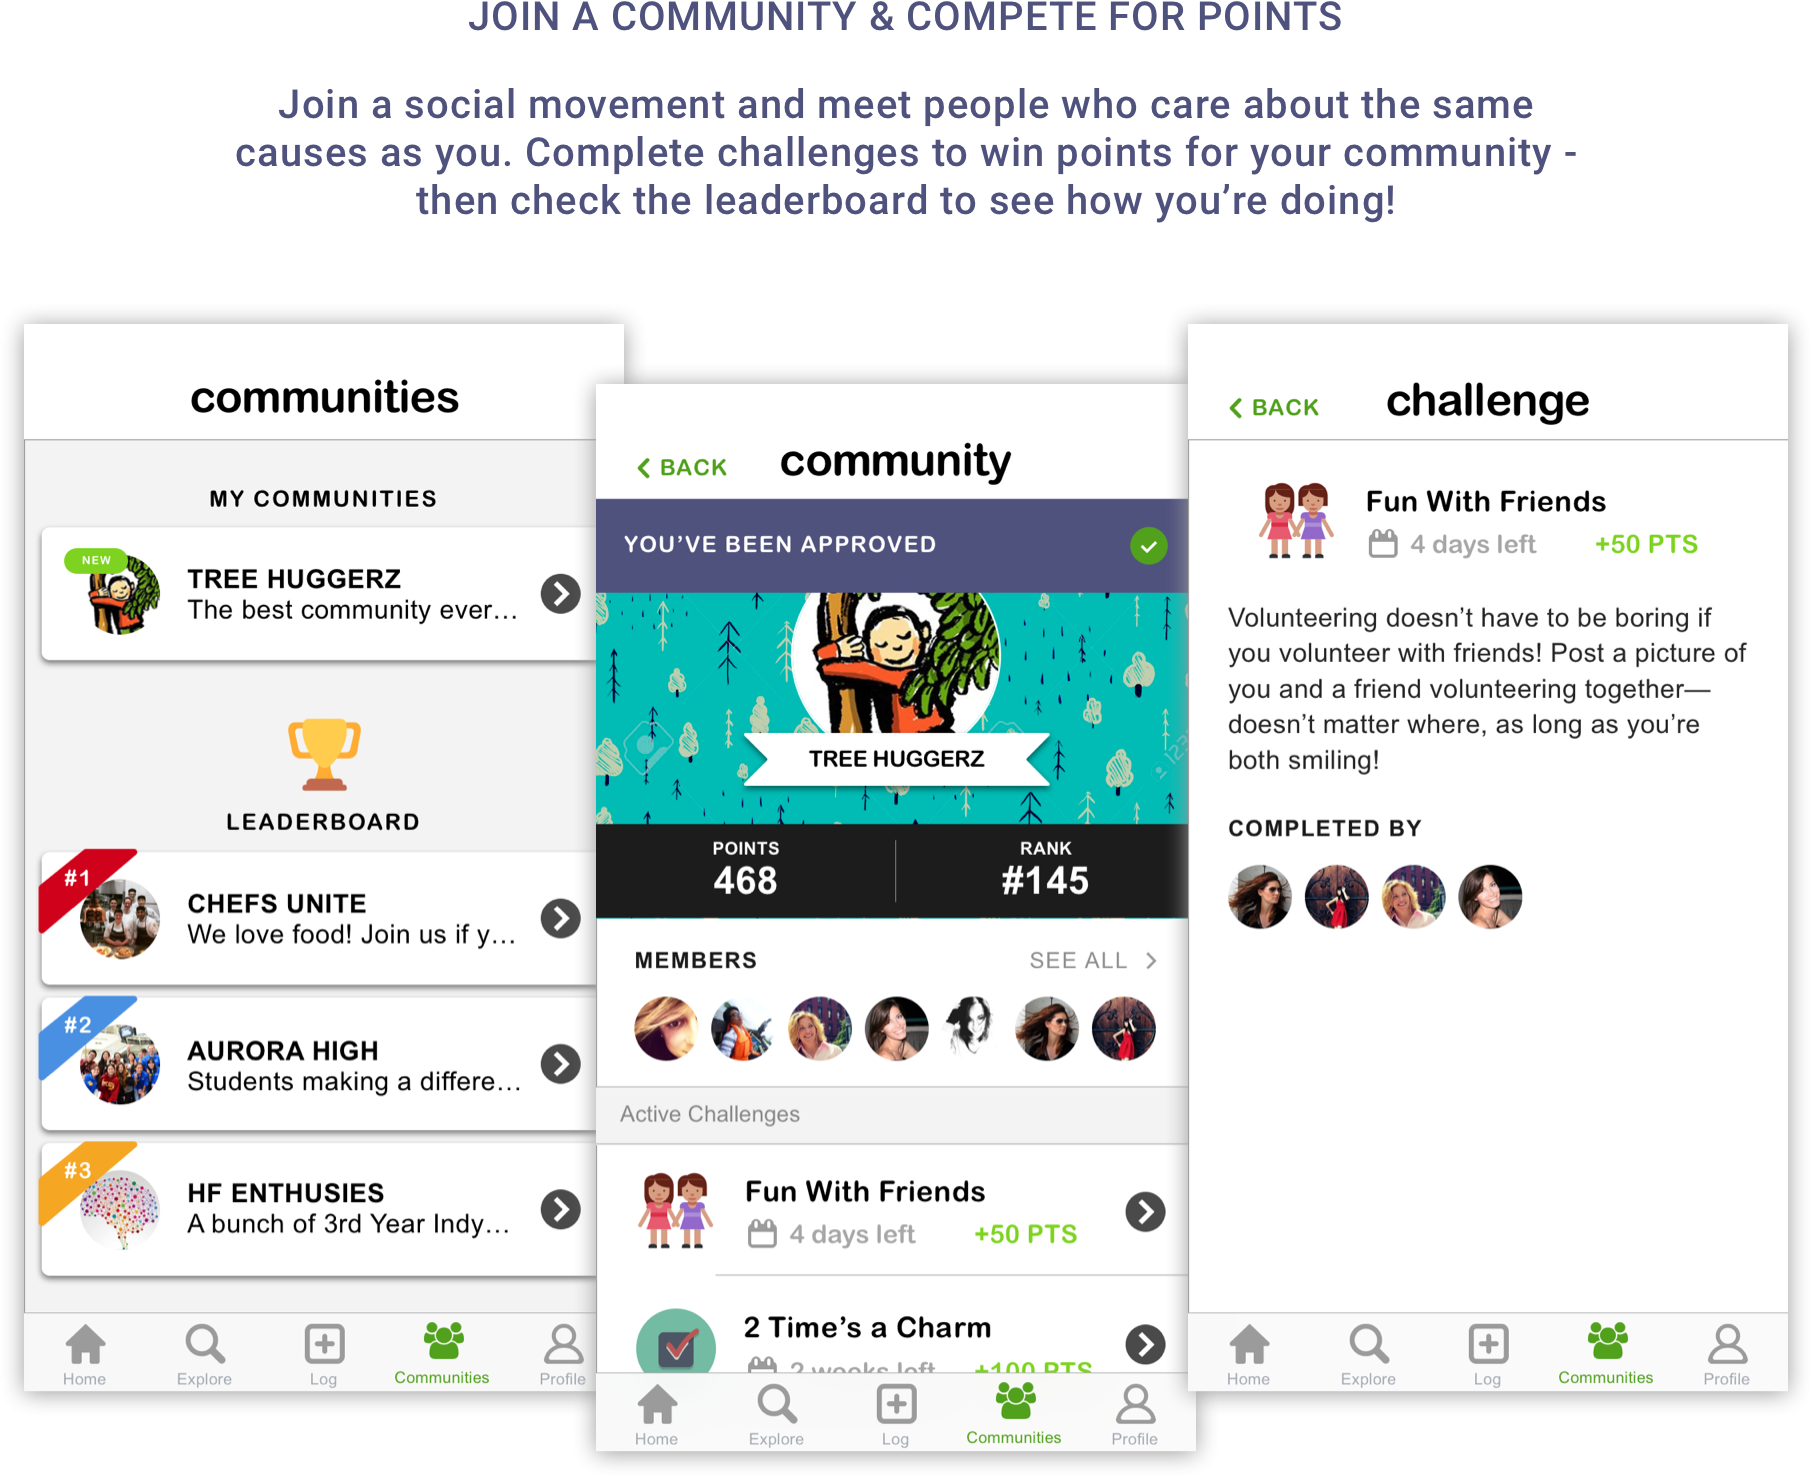 JOIN A COMMUNITY & COMPETE FOR POINTS
Join a social movement and meet people who care about the same
causes as you. Complete challenges to win points for your community -
then check the leaderboard to see how you’re doing!
communities
MY COMMUNITIES
NEW
TREE HUGGERZ
The best community ever...
LEADERBOARD
#1
CHEFS UNITE
We love food! Join us if y...
#2
AURORA HIGH
Students making a differe...
#3
HF ENTHUSIES
A bunch of 3rd Year Indy...
Home
Explore
Log
Communities
Profile
BACK
community
YOU’VE BEEN APPROVED
TREE HUGGERZ
POINTS
468
RANK
#145
MEMBERS
SEE ALL
Active Challenges
Fun With Friends
4 days left
+50 PTS
2 Time’s a Charm
2 weeks left
+100 PTS
Home
Explore
Log
Communities
Profile
BACK
challenge
Fun With Friends
4 days left
+50 PTS
Volunteering doesn’t have to be boring if
you volunteer with friends! Post a picture of
you and a friend volunteering together—
doesn’t matter where, as long as you’re
both smiling!
COMPLETED BY
Home
Explore
Log
Communities
Profile